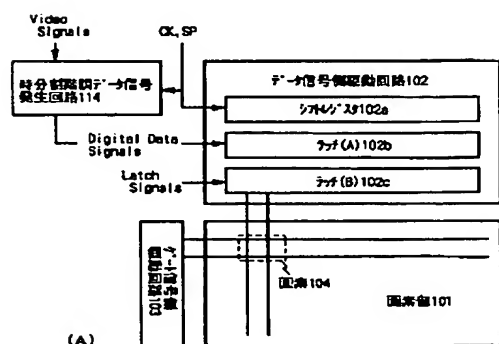 Video
Signals
CK,SP
時分割階調データ信号
発生回路114
データ信号側駆動回路102
シフトレジスタ102a
Digital Data
Signals
ラッチ(A)102b
Latch
Signals
ラッチ(B)102c
ゲート信号側
駆動回路103
画素104
画素部101
(A)